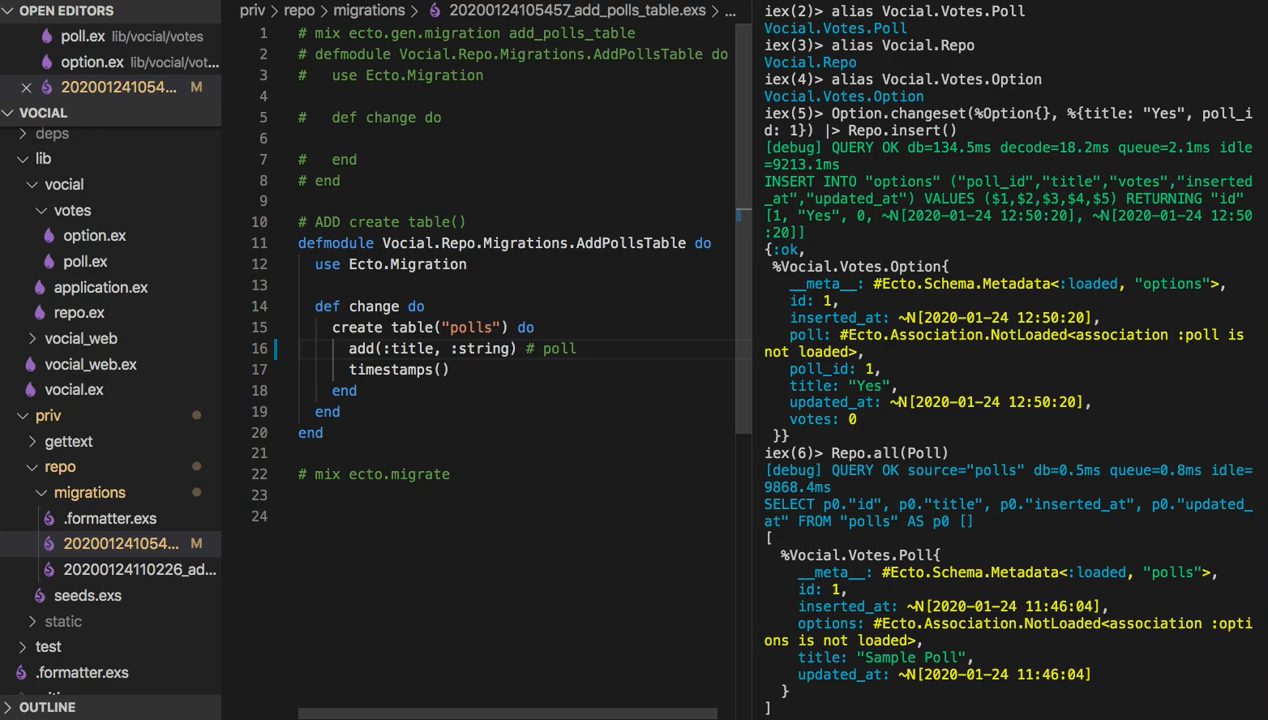 OPEN EDITORS
poll.ex lib/vocial/votes
option.ex lib/vocial/vot...
202001241054... M
VOCIAL
deps
lib
vocial
votes
option.ex
poll.ex
application.ex
repo.ex
vocial_web
vocial_web.ex
vocial.ex
priv
gettext
repo
migrations
.formatter.exs
202001241054... M
20200124110226_ad...
seeds.exs
static
test
.formatter.exs
OUTLINE
priv > repo > migrations > 20200124105457_add_polls_table.exs > ...
1 # mix ecto.gen.migration add_polls_table
2 # defmodule Vocial.Repo.Migrations.AddPollsTable do
3 #   use Ecto.Migration
4
5 #   def change do
6
7 #   end
8 # end
9
10 # ADD create table()
11 defmodule Vocial.Repo.Migrations.AddPollsTable do
12   use Ecto.Migration
13
14   def change do
15     create table("polls") do
16       add(:title, :string) # poll
17       timestamps()
18     end
19   end
20 end
21
22 # mix ecto.migrate
23
24
iex(2)> alias Vocial.Votes.Poll
Vocial.Votes.Poll
iex(3)> alias Vocial.Repo
Vocial.Repo
iex(4)> alias Vocial.Votes.Option
Vocial.Votes.Option
iex(5)> Option.changeset(%Option{}, %{title: "Yes", poll_i
d: 1}) |> Repo.insert()
[debug] QUERY OK db=134.5ms decode=18.2ms queue=2.1ms idle
=9213.1ms
INSERT INTO "options" ("poll_id","title","votes","inserted
_at","updated_at") VALUES ($1,$2,$3,$4,$5) RETURNING "id"
[1, "Yes", 0, ~N[2020-01-24 12:50:20], ~N[2020-01-24 12:50
:20]]
{:ok,
 %Vocial.Votes.Option{
   __meta__: #Ecto.Schema.Metadata<:loaded, "options">,
   id: 1,
   inserted_at: ~N[2020-01-24 12:50:20],
   poll: #Ecto.Association.NotLoaded<association :poll is
not loaded>,
   poll_id: 1,
   title: "Yes",
   updated_at: ~N[2020-01-24 12:50:20],
   votes: 0
 }}
iex(6)> Repo.all(Poll)
[debug] QUERY OK source="polls" db=0.5ms queue=0.8ms idle=
9868.4ms
SELECT p0."id", p0."title", p0."inserted_at", p0."updated_
at" FROM "polls" AS p0 []
[
  %Vocial.Votes.Poll{
    __meta__: #Ecto.Schema.Metadata<:loaded, "polls">,
    id: 1,
    inserted_at: ~N[2020-01-24 11:46:04],
    options: #Ecto.Association.NotLoaded<association :opti
ons is not loaded>,
    title: "Sample Poll",
    updated_at: ~N[2020-01-24 11:46:04]
  }
]